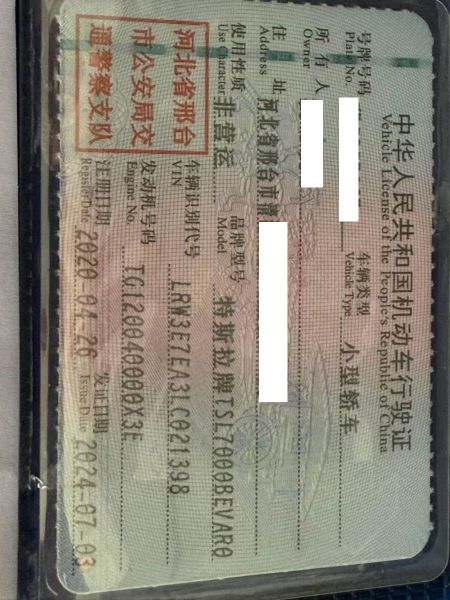 中华人民共和国机动车行驶证
Vehicle License of the People's Republic of China
号牌号码
Plate No.
车辆类型 小型轿车
Vehicle Type
所有人
Owner
住址 河北省邢台市
Address
使用性质 非营运
Use Character
品牌型号 特斯拉牌TSL7000BEVAR0
Model
河北省邢台
市公安局交
通警察支队
车辆识别代号 LRW3E7EA3LC021398
VIN
发动机号码 TG120040000X3E
Engine No.
注册日期 2020-04-26
Register Date
发证日期 2024-07-03
Issue Date